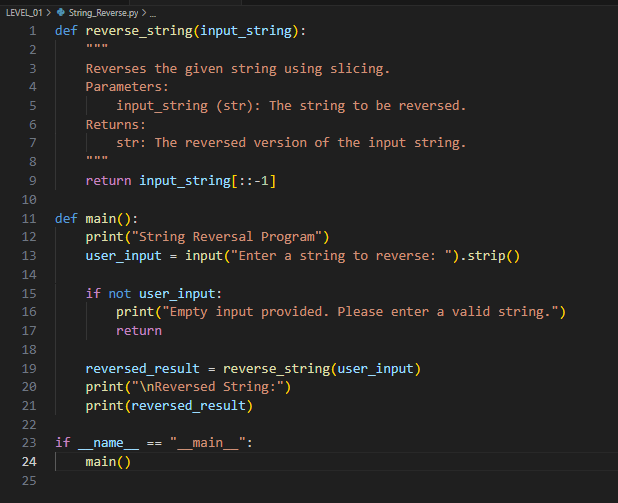 LEVEL_01 > String_Reverse.py > ...
1 def reverse_string(input_string):
2     """
3     Reverses the given string using slicing.
4     Parameters:
5         input_string (str): The string to be reversed.
6     Returns:
7         str: The reversed version of the input string.
8     """
9     return input_string[::-1]
10
11 def main():
12     print("String Reversal Program")
13     user_input = input("Enter a string to reverse: ").strip()
14
15     if not user_input:
16         print("Empty input provided. Please enter a valid string.")
17         return
18
19     reversed_result = reverse_string(user_input)
20     print("\nReversed String:")
21     print(reversed_result)
22
23 if __name__ == "__main__":
24     main()
25